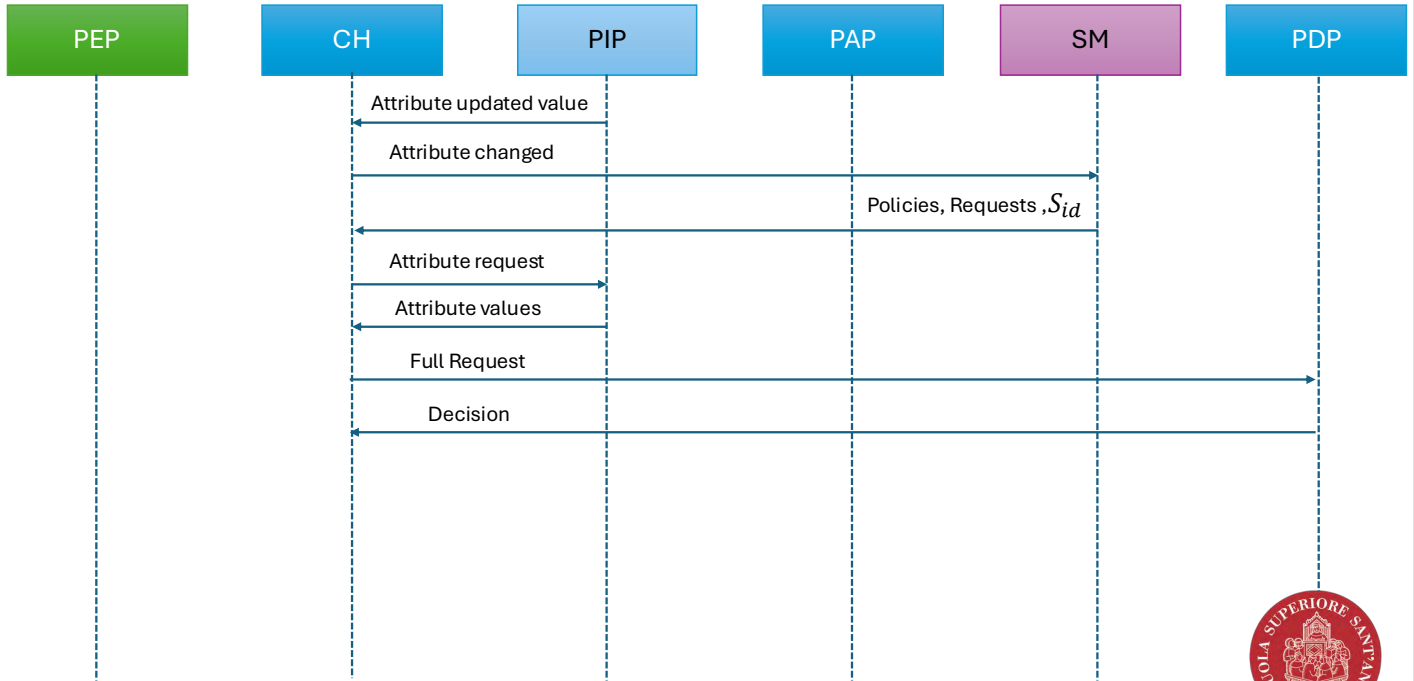 PEP
CH
PIP
PAP
SM
PDP
Attribute updated value
Attribute changed
Policies, Requests ,S_id
Attribute request
Attribute values
Full Request
Decision
SUPERIORE